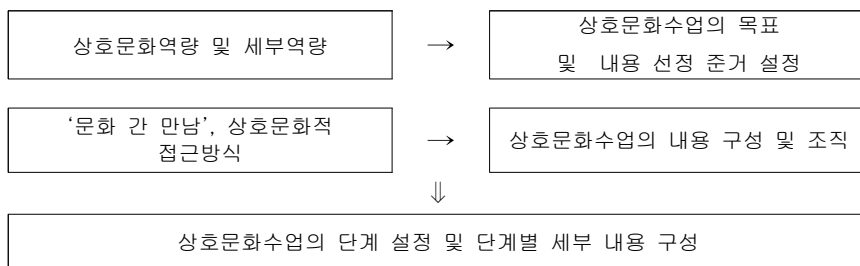 상호문화역량 및 세부역량
→
상호문화수업의 목표
및 내용 선정 준거 설정
‘문화 간 만남’, 상호문화적
접근방식
→
상호문화수업의 내용 구성 및 조직
⇓
상호문화수업의 단계 설정 및 단계별 세부 내용 구성